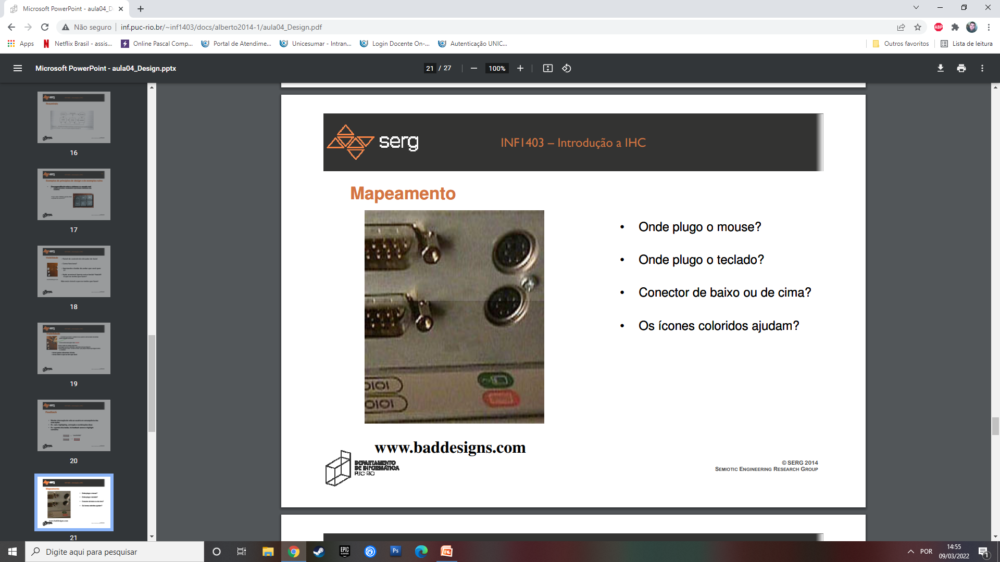 Microsoft PowerPoint - aula04_D
Não seguro
inf.puc-rio.br/~inf1403/docs/alberto2014-1/aula04_Design.pdf
ABP
Apps
Netflix Brasil - assis...
Online Pascal Comp...
Portal de Atendime...
Unicesumar - Intran...
Login Docente On-...
Autenticação UNIC...
Outros favoritos
Lista de leitura
Microsoft PowerPoint - aula04_Design.pptx
21 / 27
100%
16
17
18
19
20
21
serg
INF1403 – Introdução a IHC
Mapeamento
• Onde plugo o mouse?
• Onde plugo o teclado?
• Conector de baixo ou de cima?
• Os ícones coloridos ajudam?
www.baddesigns.com
DEPARTAMENTO
DE INFORMÁTICA
PUC-RIO
© SERG 2014
SEMIOTIC ENGINEERING RESEARCH GROUP
Digite aqui para pesquisar
EPIC
GAMES
Ps
POR
14:55
09/03/2022
1